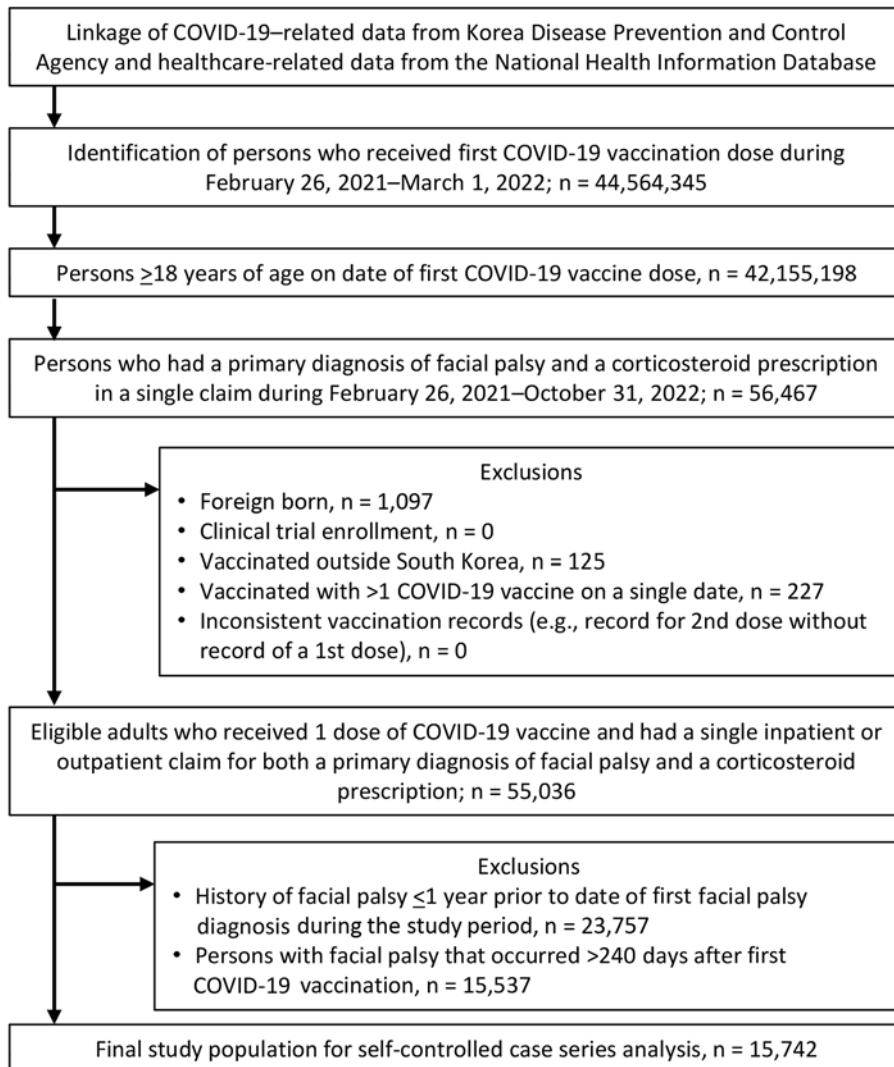 Linkage of COVID-19–related data from Korea Disease Prevention and Control
Agency and healthcare-related data from the National Health Information Database
Identification of persons who received first COVID-19 vaccination dose during
February 26, 2021–March 1, 2022; n = 44,564,345
Persons ≥18 years of age on date of first COVID-19 vaccine dose, n = 42,155,198
Persons who had a primary diagnosis of facial palsy and a corticosteroid prescription
in a single claim during February 26, 2021–October 31, 2022; n = 56,467
Exclusions
• Foreign born, n = 1,097
• Clinical trial enrollment, n = 0
• Vaccinated outside South Korea, n = 125
• Vaccinated with >1 COVID-19 vaccine on a single date, n = 227
• Inconsistent vaccination records (e.g., record for 2nd dose without
record of a 1st dose), n = 0
Eligible adults who received 1 dose of COVID-19 vaccine and had a single inpatient or
outpatient claim for both a primary diagnosis of facial palsy and a corticosteroid
prescription; n = 55,036
Exclusions
• History of facial palsy ≤1 year prior to date of first facial palsy
diagnosis during the study period, n = 23,757
• Persons with facial palsy that occurred >240 days after first
COVID-19 vaccination, n = 15,537
Final study population for self-controlled case series analysis, n = 15,742